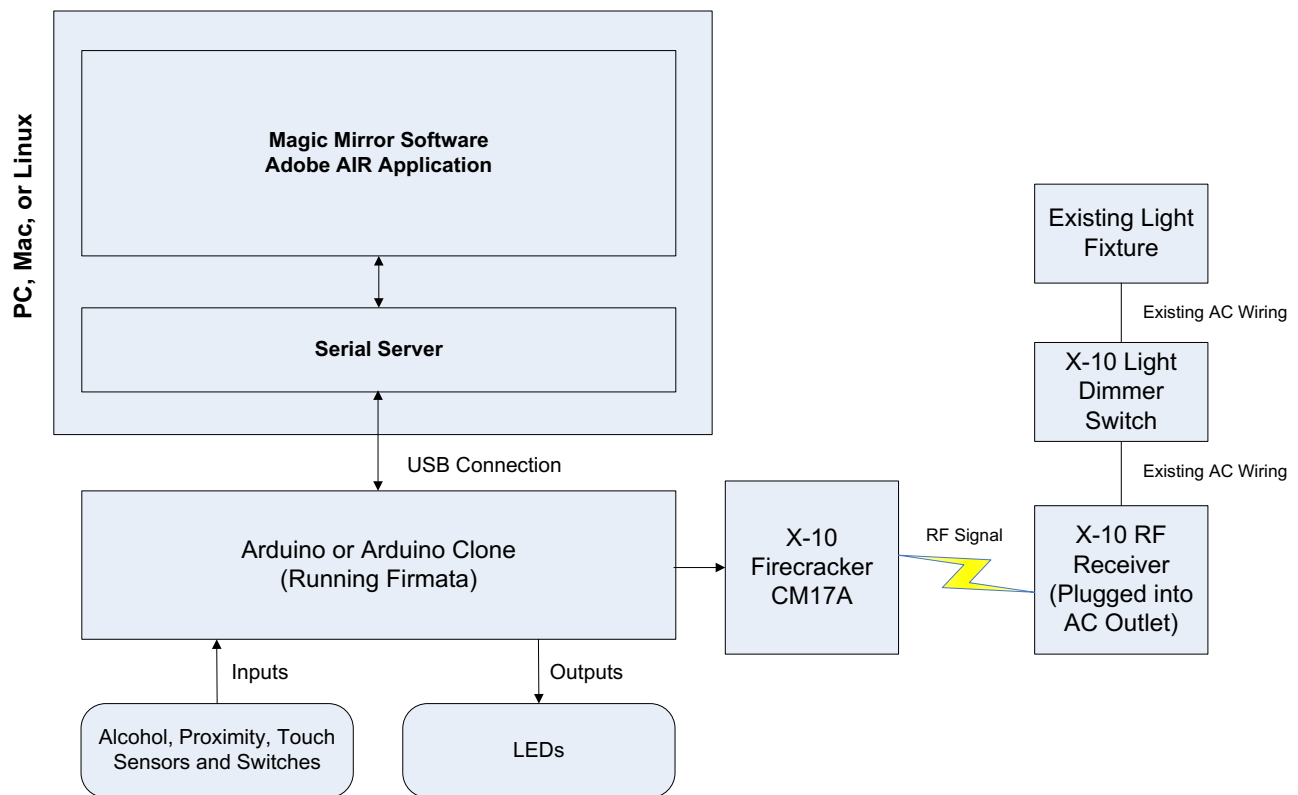 PC, Mac, or Linux
Magic Mirror Software
Adobe AIR Application
Serial Server
USB Connection
Arduino or Arduino Clone
(Running Firmata)
Inputs
Outputs
Alcohol, Proximity, Touch
Sensors and Switches
LEDs
X-10
Firecracker
CM17A
RF Signal
Existing Light
Fixture
Existing AC Wiring
X-10 Light
Dimmer
Switch
Existing AC Wiring
X-10 RF
Receiver
(Plugged into
AC Outlet)